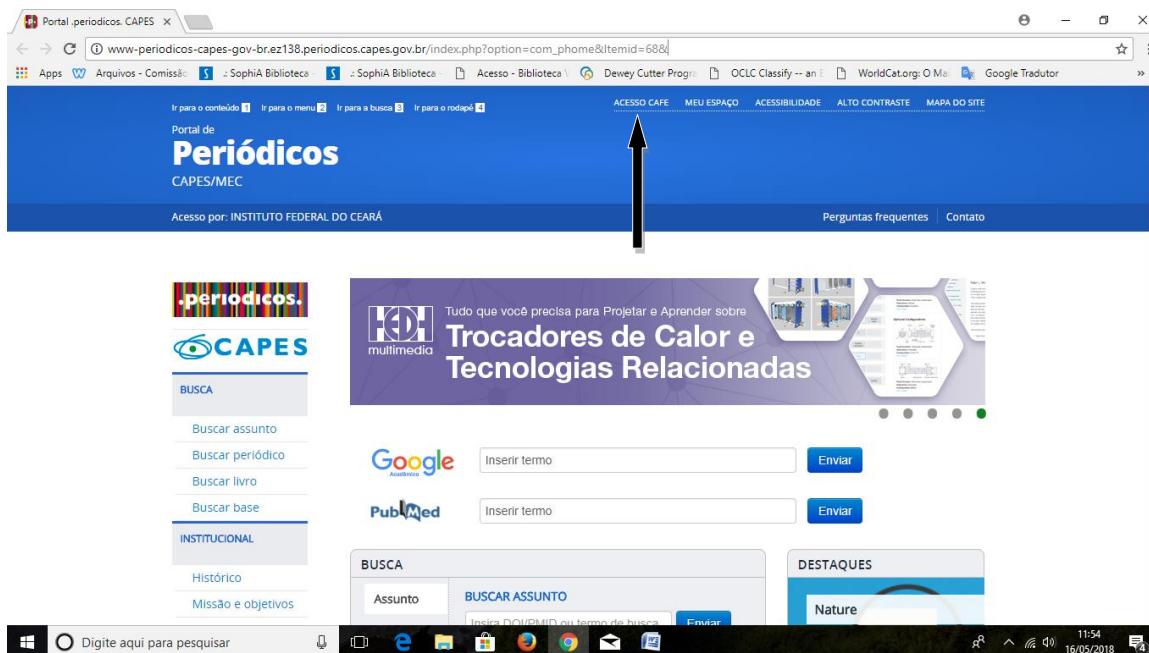 Portal .periodicos. CAPES
www-periodicos-capes-gov-br.ez138.periodicos.capes.gov.br/index.php?option=com_phome&Itemid=68&
Apps Arquivos - Comissão .: SophiA Biblioteca - .: SophiA Biblioteca - Acesso - Biblioteca Dewey Cutter Progra OCLC Classify -- an WorldCat.org: O Ma Google Tradutor »
Ir para o conteúdo 1 Ir para o menu 2 Ir para a busca 3 Ir para o rodapé 4
ACESSO CAFE MEU ESPAÇO ACESSIBILIDADE ALTO CONTRASTE MAPA DO SITE
Portal de
Periódicos
CAPES/MEC
Acesso por: INSTITUTO FEDERAL DO CEARÁ
Perguntas frequentes Contato
.periodicos.
CAPES
BUSCA
Buscar assunto
Buscar periódico
Buscar livro
Buscar base
INSTITUCIONAL
Histórico
Missão e objetivos
HEDH
multimedia
Tudo que você precisa para Projetar e Aprender sobre
Trocadores de Calor e
Tecnologias Relacionadas
Google
Acadêmico
Inserir termo
Enviar
PubMed
Inserir termo
Enviar
BUSCA
Assunto
BUSCAR ASSUNTO
Insira DOI/PMID ou termo de busca
Enviar
DESTAQUES
Nature
Digite aqui para pesquisar
11:54
16/05/2018
4